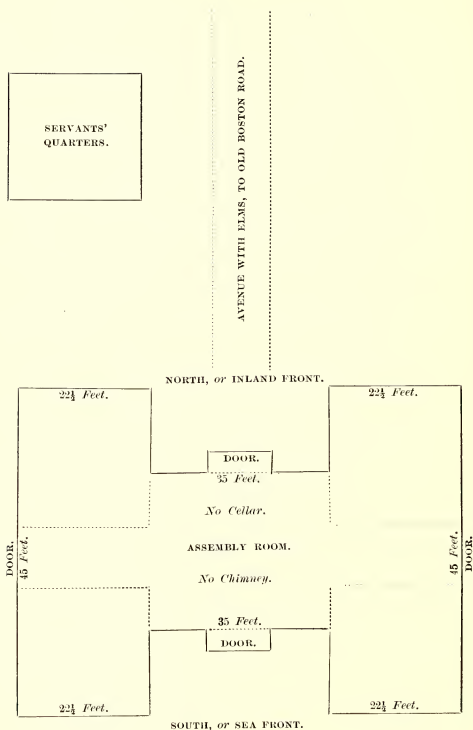 SERVANTS'
QUARTERS.
AVENUE WITH ELMS, TO OLD BOSTON ROAD.
NORTH, or INLAND FRONT.
22½ Feet.
22½ Feet.
DOOR.
35 Feet.
No Cellar.
DOOR.
45 Feet.
ASSEMBLY ROOM.
45 Feet.
DOOR.
No Chimney.
35 Feet.
DOOR.
22½ Feet.
22½ Feet.
SOUTH, or SEA FRONT.